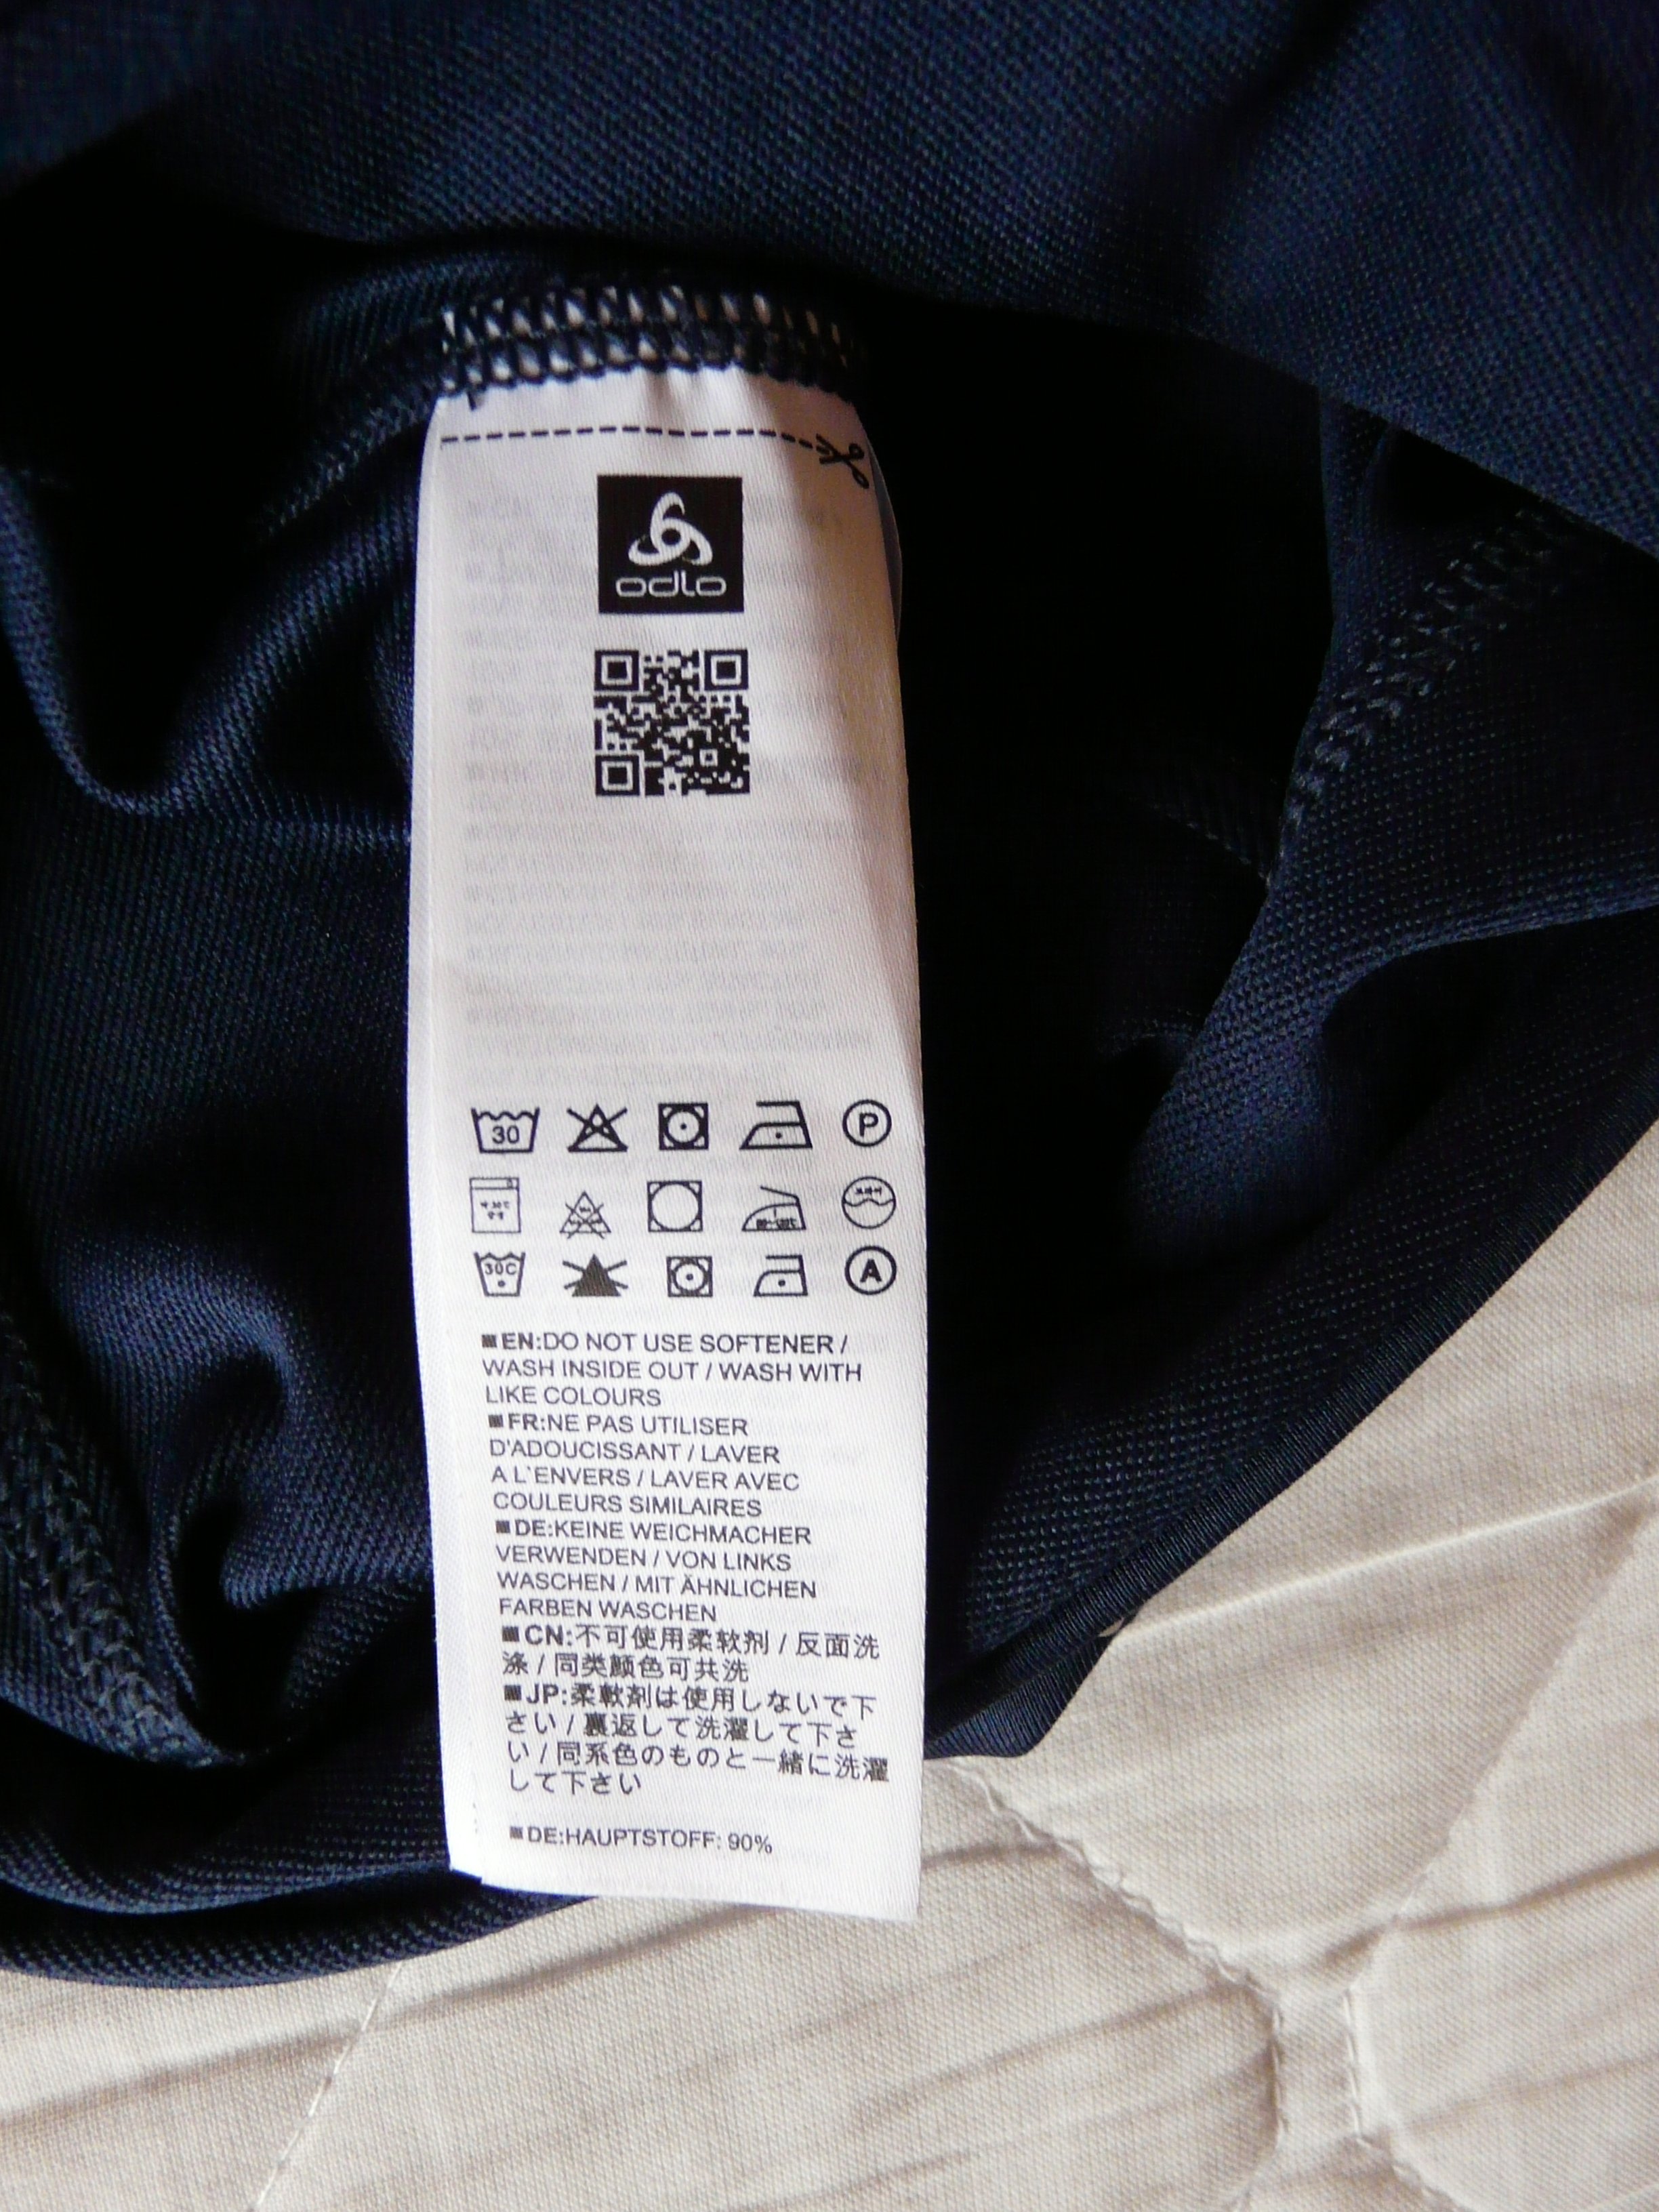 odlo
30
P
30C
A
■EN:DO NOT USE SOFTENER /
WASH INSIDE OUT / WASH WITH
LIKE COLOURS
■FR:NE PAS UTILISER
D'ADOUCISSANT / LAVER
A L`ENVERS / LAVER AVEC
COULEURS SIMILAIRES
■DE:KEINE WEICHMACHER
VERWENDEN / VON LINKS
WASCHEN / MIT ÄHNLICHEN
FARBEN WASCHEN
■CN:不可使用柔软剂 / 反面洗
涤 / 同类颜色可共洗
■JP:柔軟剤は使用しないで下
さい / 裏返して洗濯して下さ
い / 同系色のものと一緒に洗濯
して下さい
■DE:HAUPTSTOFF: 90%